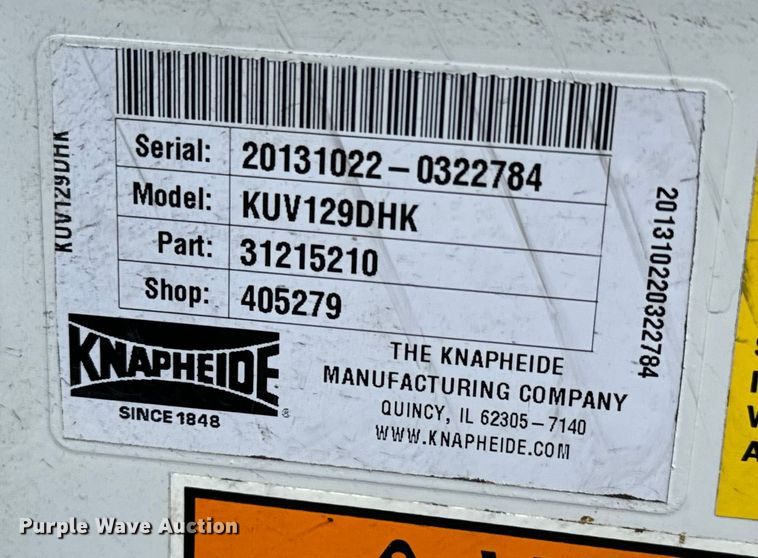 Serial: 20131022-0322784
Model: KUV129DHK
Part: 31215210
Shop: 405279
KUV129DHK
201310220322784
KNAPHEIDE
®
SINCE 1848
THE KNAPHEIDE
MANUFACTURING COMPANY
QUINCY, IL 62305-7140
WWW.KNAPHEIDE.COM
Purple Wave Auction